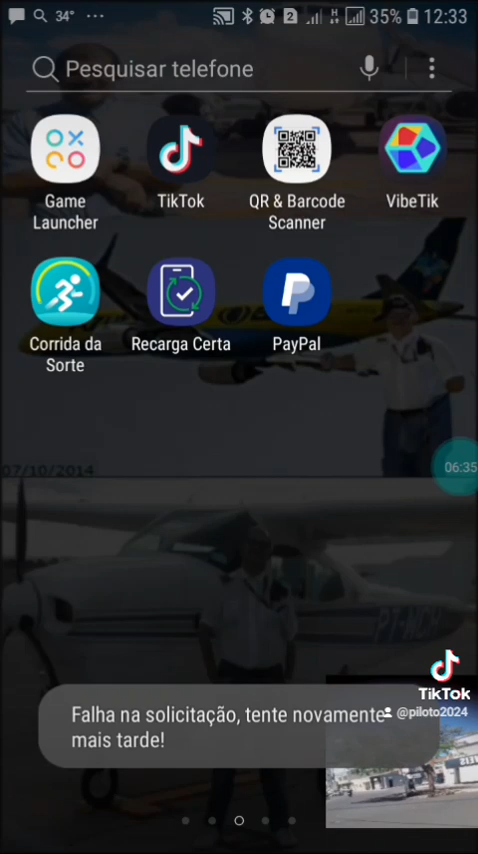 34° ••• 2 H 35% 12:33
Pesquisar telefone
Game Launcher
TikTok
QR & Barcode Scanner
VibeTik
Corrida da Sorte
Recarga Certa
PayPal
07/10/2014
06:35
PT-
TikTok
@piloto2024
Falha na solicitação, tente novamente
mais tarde!